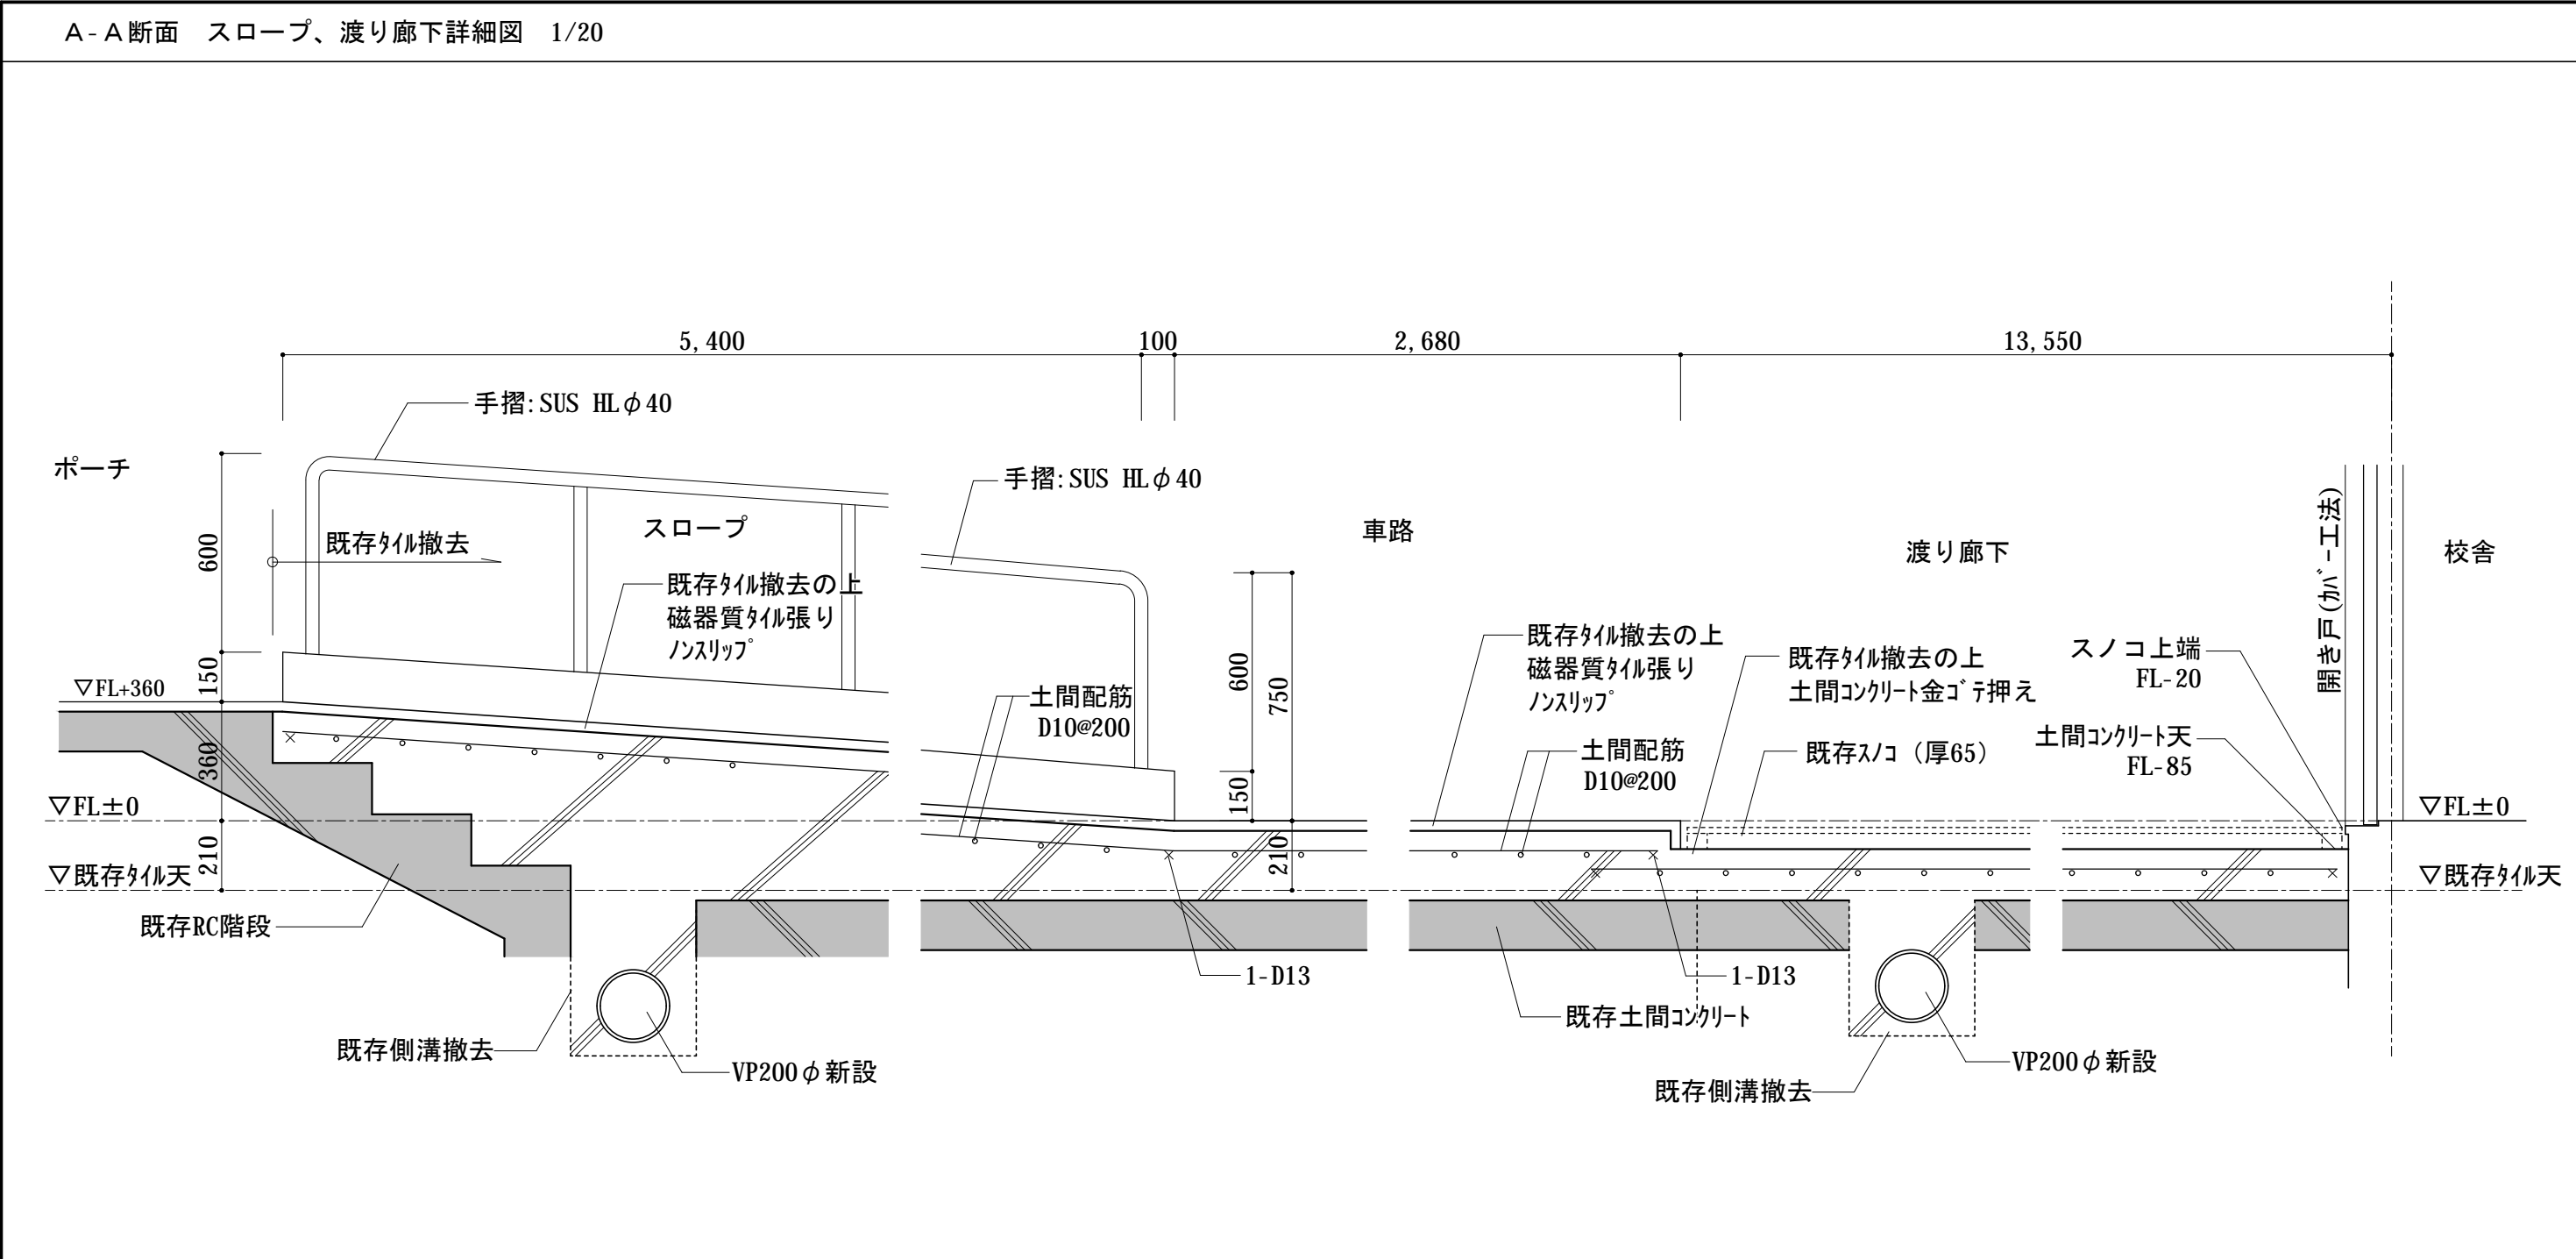 A-A断面　スロープ、渡り廊下詳細図　1/20
5,400
100
2,680
13,550
手摺:SUS HLφ40
ポーチ
手摺:SUS HLφ40
600
既存ﾀｲﾙ撤去
スロープ
車路
渡り廊下
開き戸(ｶﾊﾞｰ工法)
校舎
既存ﾀｲﾙ撤去の上
磁器質ﾀｲﾙ張り
ﾉﾝｽﾘｯﾌﾟ
600
750
既存ﾀｲﾙ撤去の上
磁器質ﾀｲﾙ張り
ﾉﾝｽﾘｯﾌﾟ
既存ﾀｲﾙ撤去の上
土間ｺﾝｸﾘｰﾄ金ｺﾞﾃ押え
スノコ上端
FL-20
150
▽FL+360
土間配筋
D10@200
150
土間配筋
D10@200
既存ｽﾉｺ（厚65）
土間ｺﾝｸﾘｰﾄ天
FL-85
360
▽FL±0
▽FL±0
210
▽既存ﾀｲﾙ天
210
▽既存ﾀｲﾙ天
既存RC階段
1-D13
1-D13
既存土間ｺﾝｸﾘｰﾄ
既存側溝撤去
VP200φ新設
VP200φ新設
既存側溝撤去